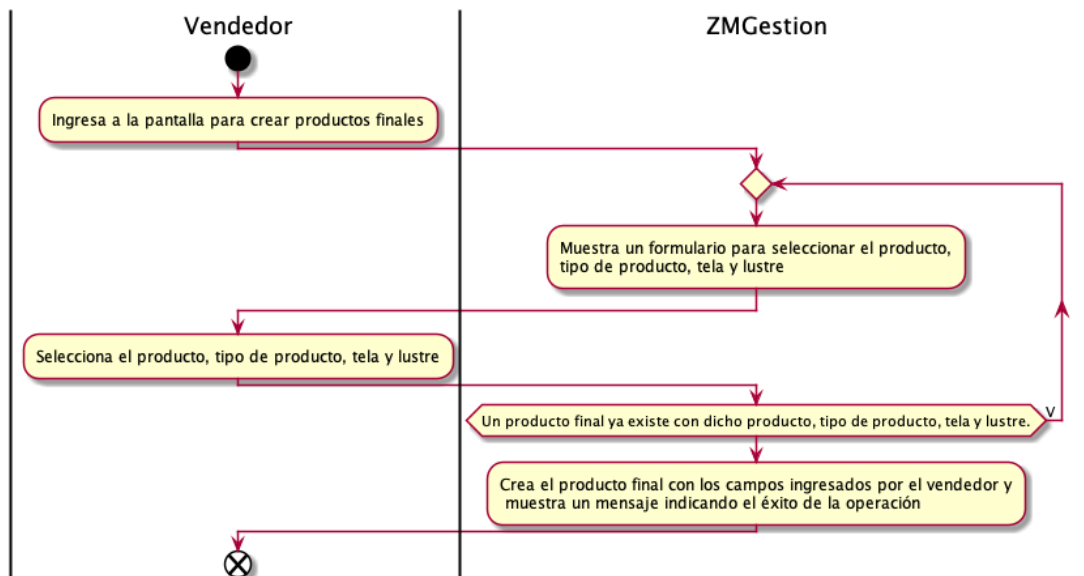 Vendedor
ZMGestion
Ingresa a la pantalla para crear productos finales
Muestra un formulario para seleccionar el producto,
tipo de producto, tela y lustre
Selecciona el producto, tipo de producto, tela y lustre
Un producto final ya existe con dicho producto, tipo de producto, tela y lustre.
V
Crea el producto final con los campos ingresados por el vendedor y
muestra un mensaje indicando el éxito de la operación